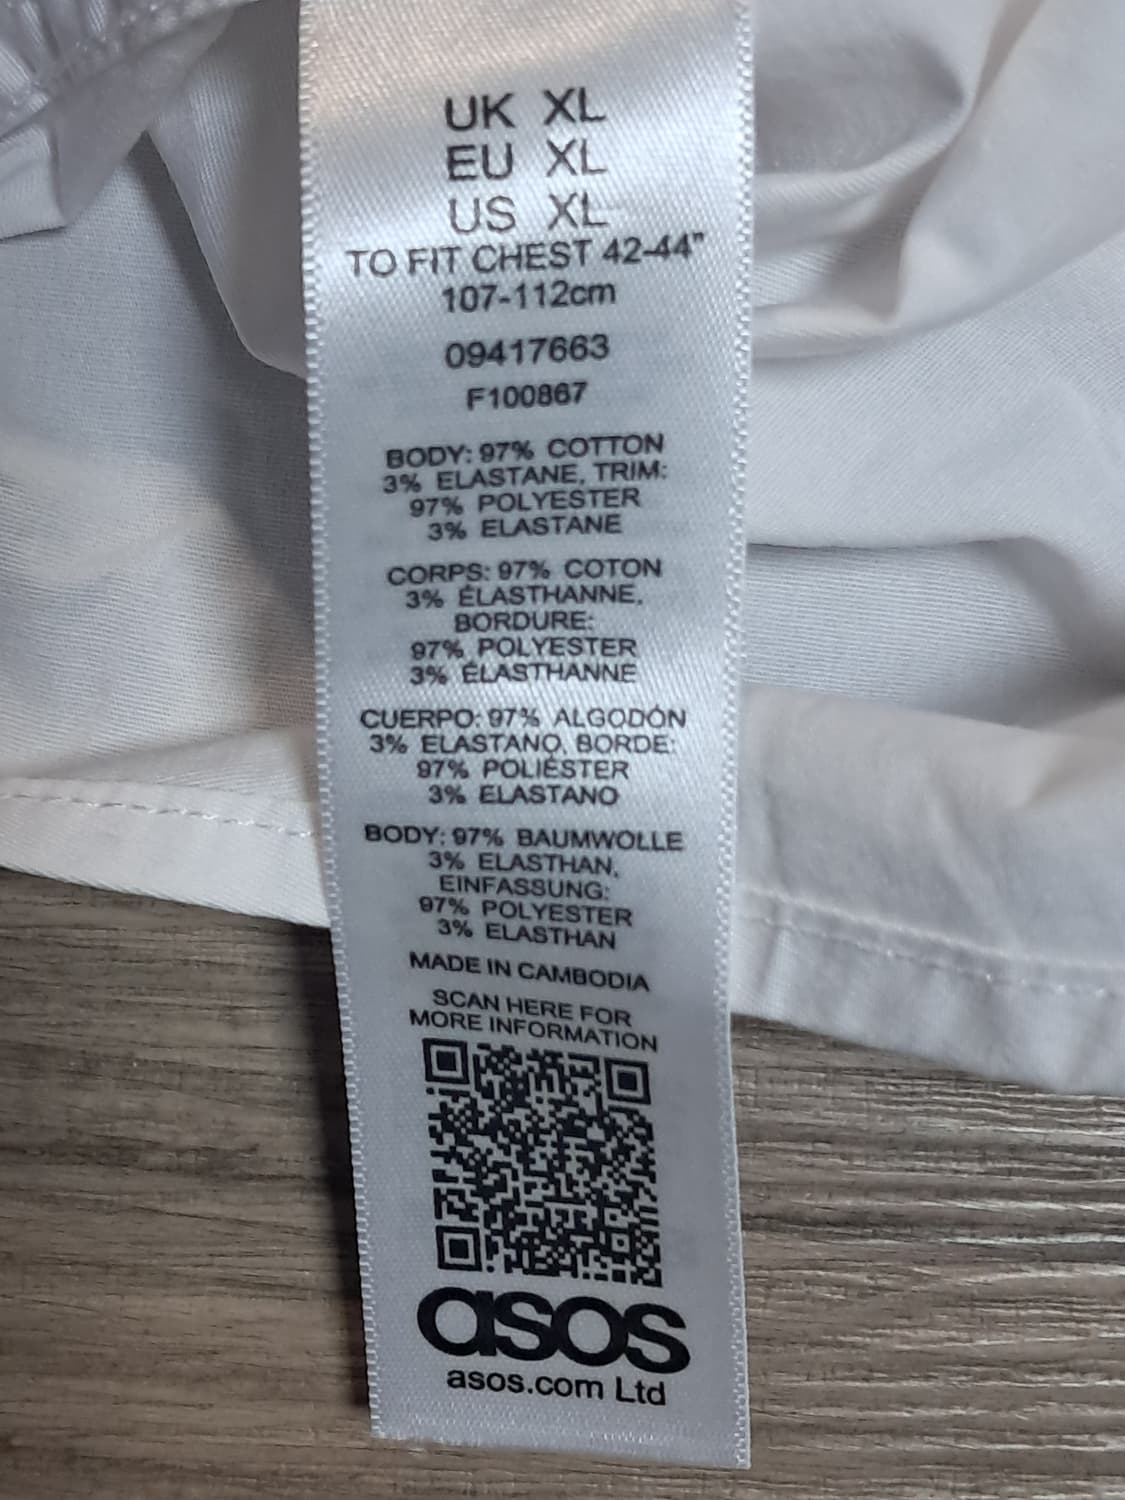 UK XL
EU XL
US XL
TO FIT CHEST 42-44"
107-112cm
09417663
F100867
BODY: 97% COTTON
3% ELASTANE, TRIM:
97% POLYESTER
3% ELASTANE
CORPS: 97% COTON
3% ÉLASTHANNE,
BORDURE:
97% POLYESTER
3% ÉLASTHANNE
CUERPO: 97% ALGODÓN
3% ELASTANO, BORDE:
97% POLIÉSTER
3% ELASTANO
BODY: 97% BAUMWOLLE
3% ELASTHAN,
EINFASSUNG:
97% POLYESTER
3% ELASTHAN
MADE IN CAMBODIA
SCAN HERE FOR
MORE INFORMATION
asos
asos.com Ltd